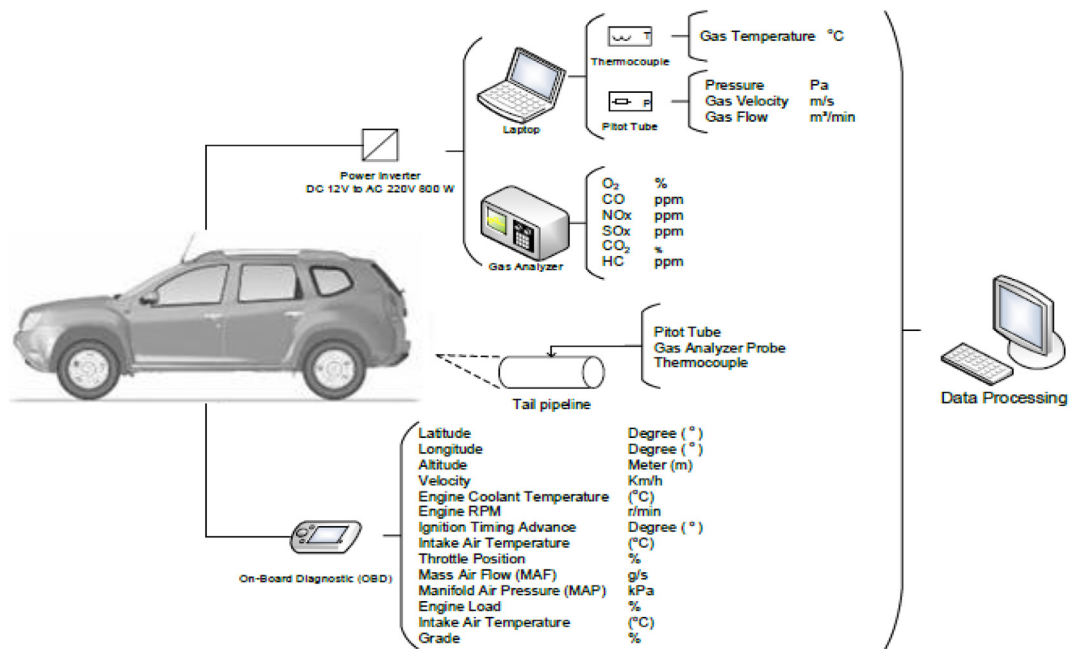 T
Thermocouple
Gas Temperature °C
P
Pitot Tube
Pressure Pa
Gas Velocity m/s
Gas Flow m³/min
Laptop
Power Inverter
DC 12V to AC 220V 800 W
O₂ %
CO ppm
NOx ppm
SOx ppm
CO₂ %
HC ppm
Gas Analyzer
Pitot Tube
Gas Analyzer Probe
Thermocouple
Tail pipeline
Data Processing
Latitude Degree ( ° )
Longitude Degree ( ° )
Altitude Meter (m)
Velocity Km/h
Engine Coolant Temperature (°C)
Engine RPM r/min
Ignition Timing Advance Degree ( ° )
Intake Air Temperature (°C)
Throttle Position %
Mass Air Flow (MAF) g/s
Manifold Air Pressure (MAP) kPa
Engine Load %
Intake Air Temperature (°C)
Grade %
On-Board Diagnostic (OBD)